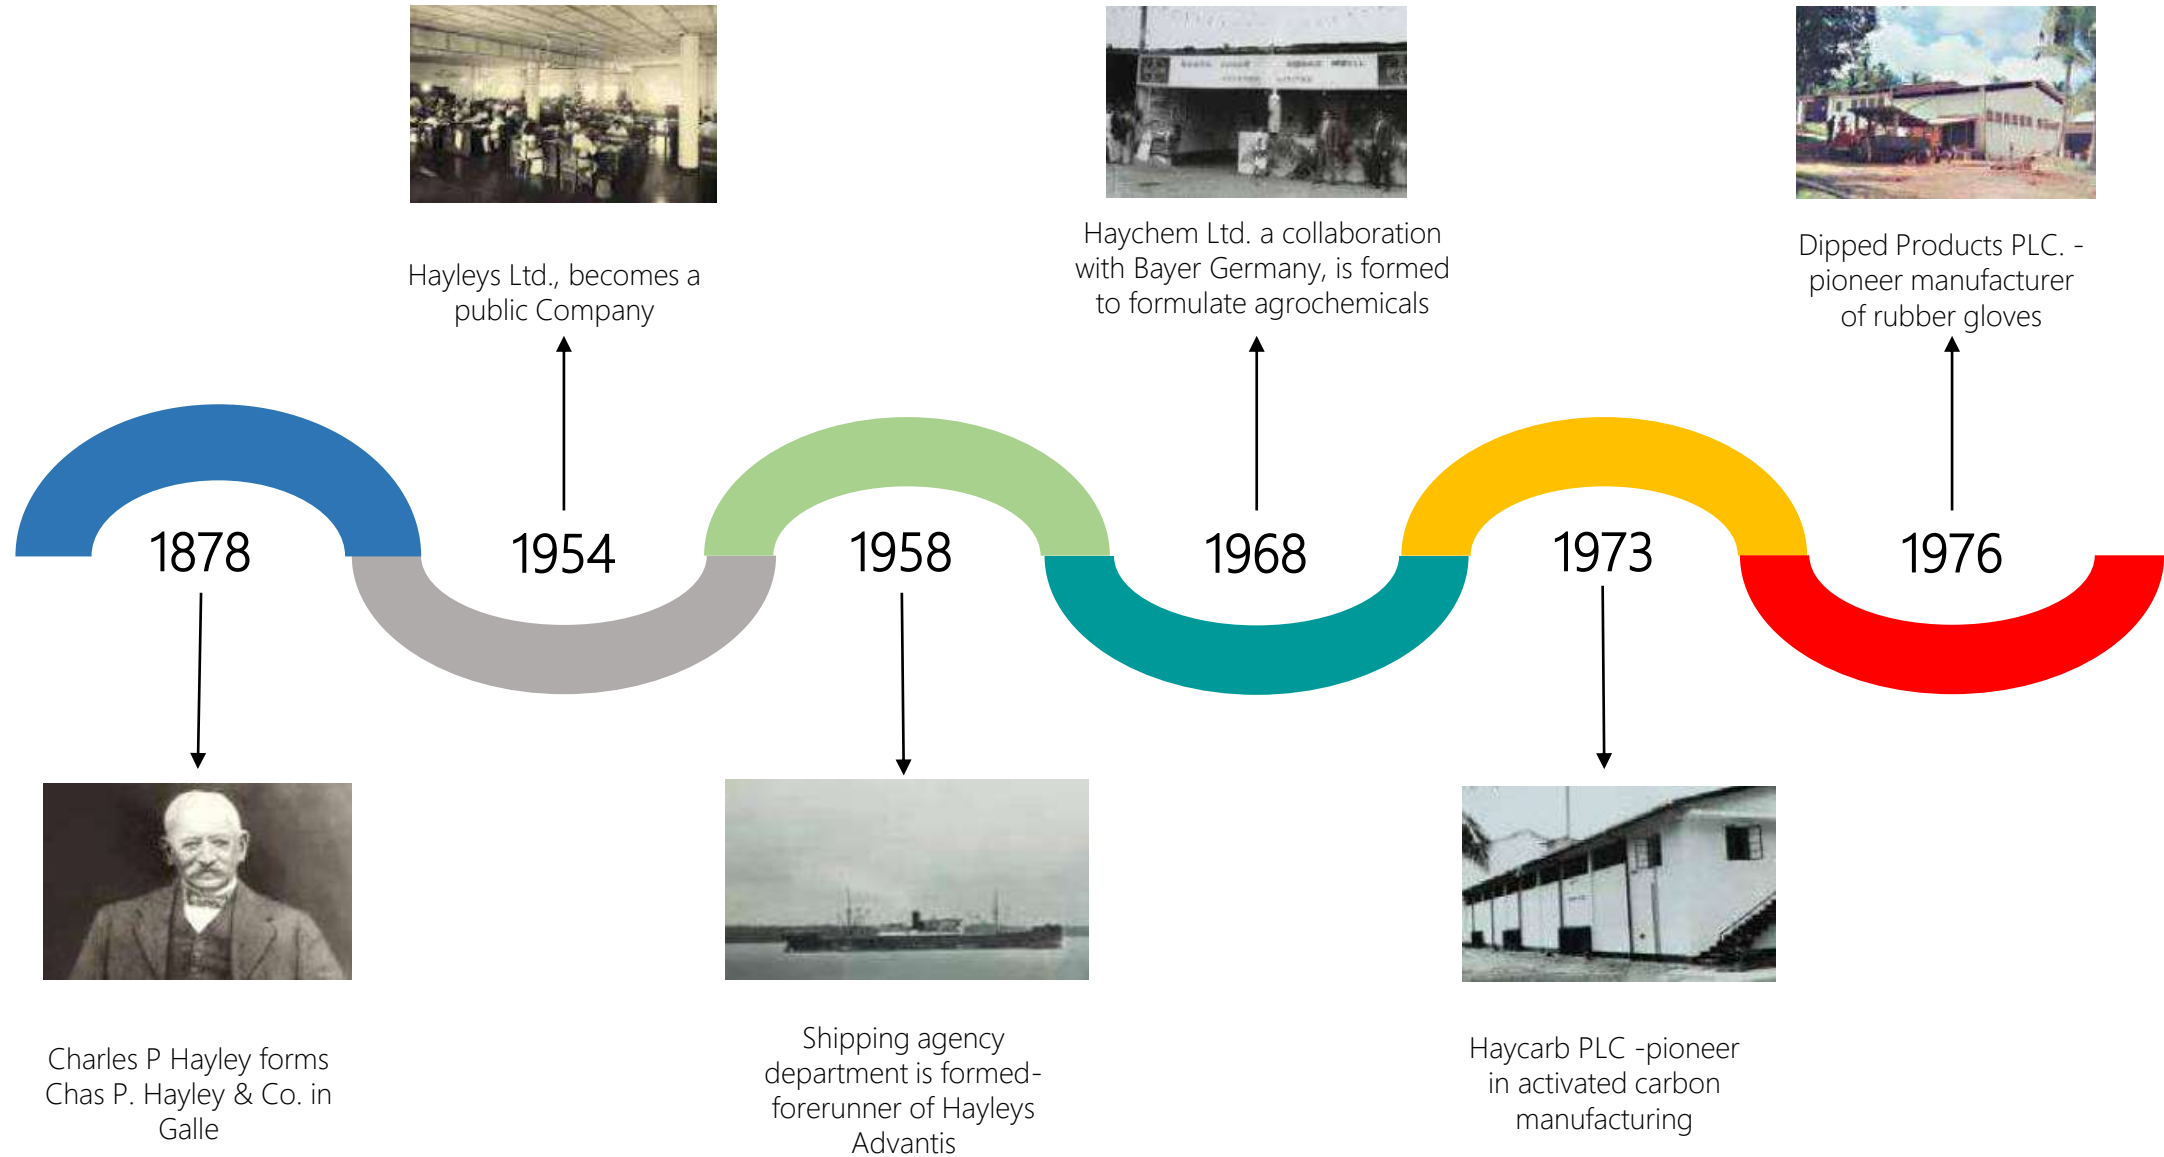 Hayleys Ltd., becomes a
public Company
Haychem Ltd. a collaboration
with Bayer Germany, is formed
to formulate agrochemicals
Dipped Products PLC. -
pioneer manufacturer
of rubber gloves
1878
1954
1958
1968
1973
1976
Charles P Hayley forms
Chas P. Hayley & Co. in
Galle
Shipping agency
department is formed-
forerunner of Hayleys
Advantis
Haycarb PLC -pioneer
in activated carbon
manufacturing